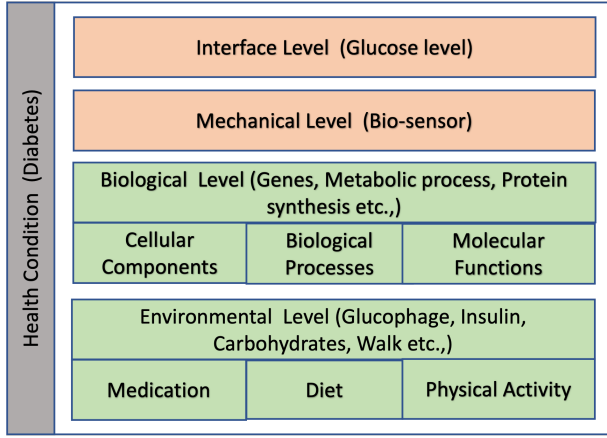 Health Condition (Diabetes)
Interface Level (Glucose level)
Mechanical Level (Bio-sensor)
Biological Level (Genes, Metabolic process, Protein
synthesis etc.,)
Cellular
Components
Biological
Processes
Molecular
Functions
Environmental Level (Glucophage, Insulin,
Carbohydrates, Walk etc.,)
Medication
Diet
Physical Activity